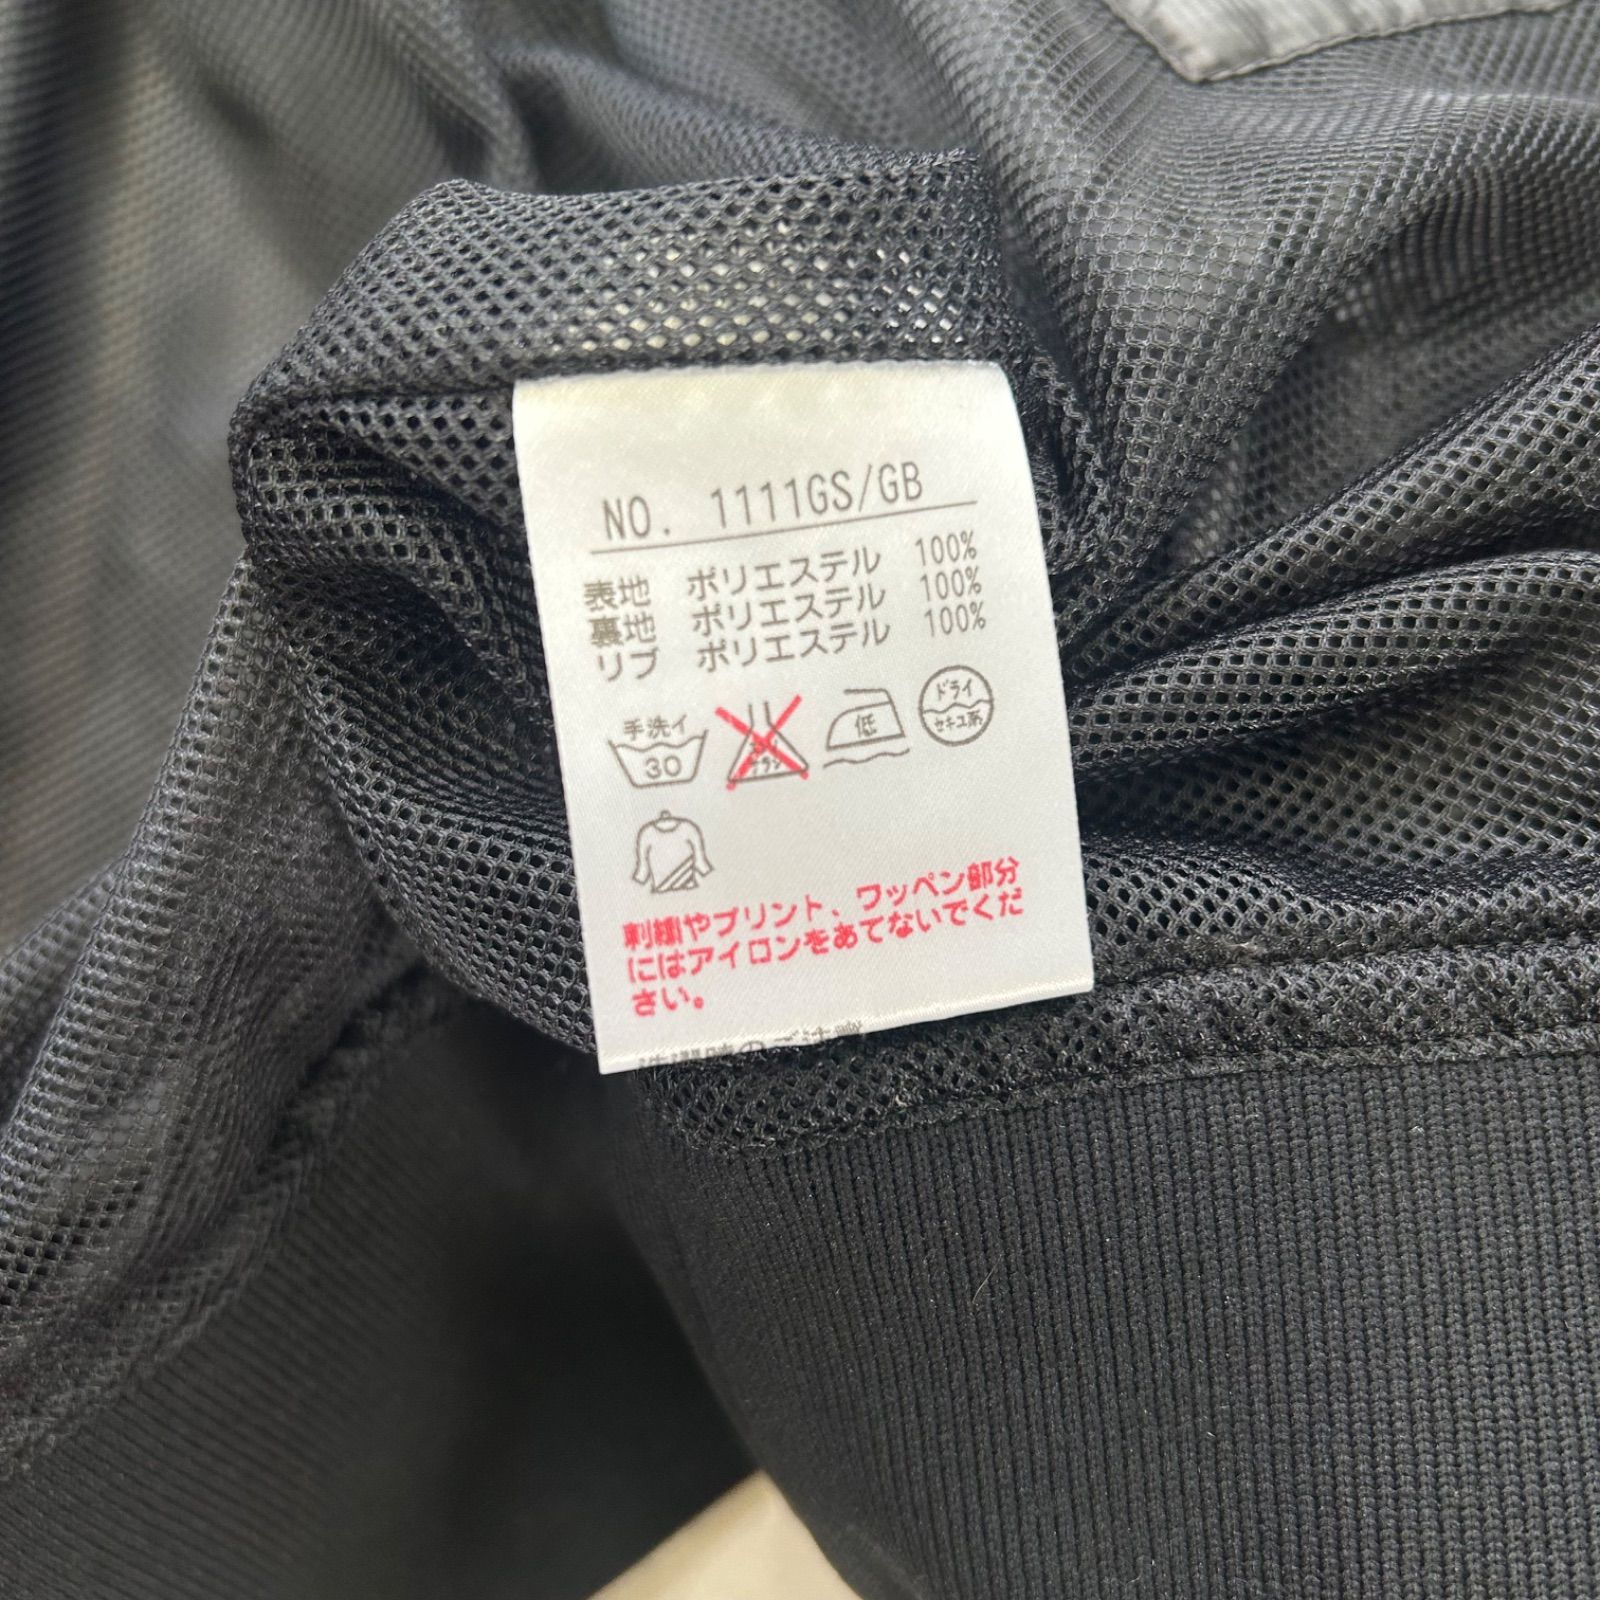 NO. 1111GS/GB
表地 ポリエステル 100%
裏地 ポリエステル 100%
リブ ポリエステル 100%
手洗イ
30
低
ドライ
セキユ系
刺繍やプリント、ワッペン部分
にはアイロンをあてないでくだ
さい。